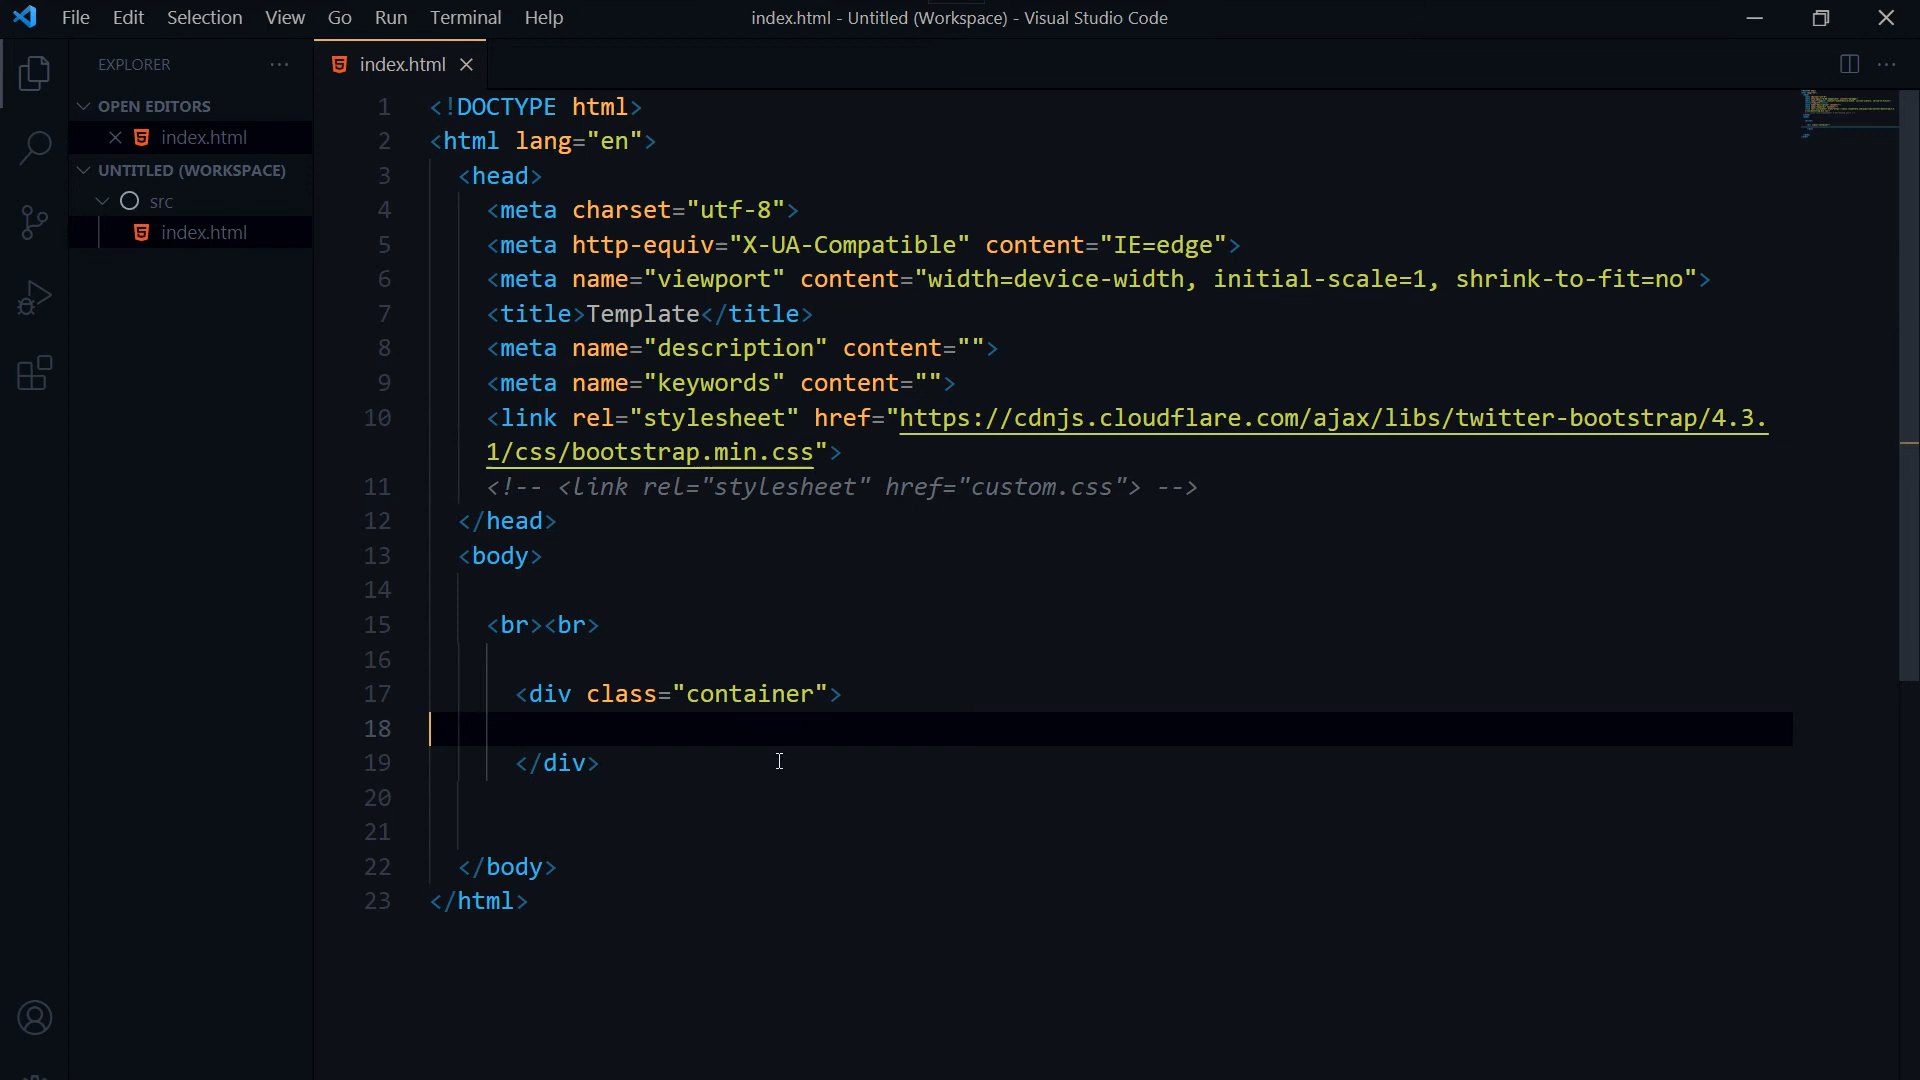 File Edit Selection View Go Run Terminal Help
index.html - Untitled (Workspace) - Visual Studio Code
EXPLORER
index.html
OPEN EDITORS
index.html
UNTITLED (WORKSPACE)
src
index.html
1 <!DOCTYPE html>
2 <html lang="en">
3 <head>
4 <meta charset="utf-8">
5 <meta http-equiv="X-UA-Compatible" content="IE=edge">
6 <meta name="viewport" content="width=device-width, initial-scale=1, shrink-to-fit=no">
7 <title>Template</title>
8 <meta name="description" content="">
9 <meta name="keywords" content="">
10 <link rel="stylesheet" href="https://cdnjs.cloudflare.com/ajax/libs/twitter-bootstrap/4.3.
1/css/bootstrap.min.css">
11 <!-- <link rel="stylesheet" href="custom.css"> -->
12 </head>
13 <body>
14
15 <br><br>
16
17 <div class="container">
18
19 </div>
20
21
22 </body>
23 </html>